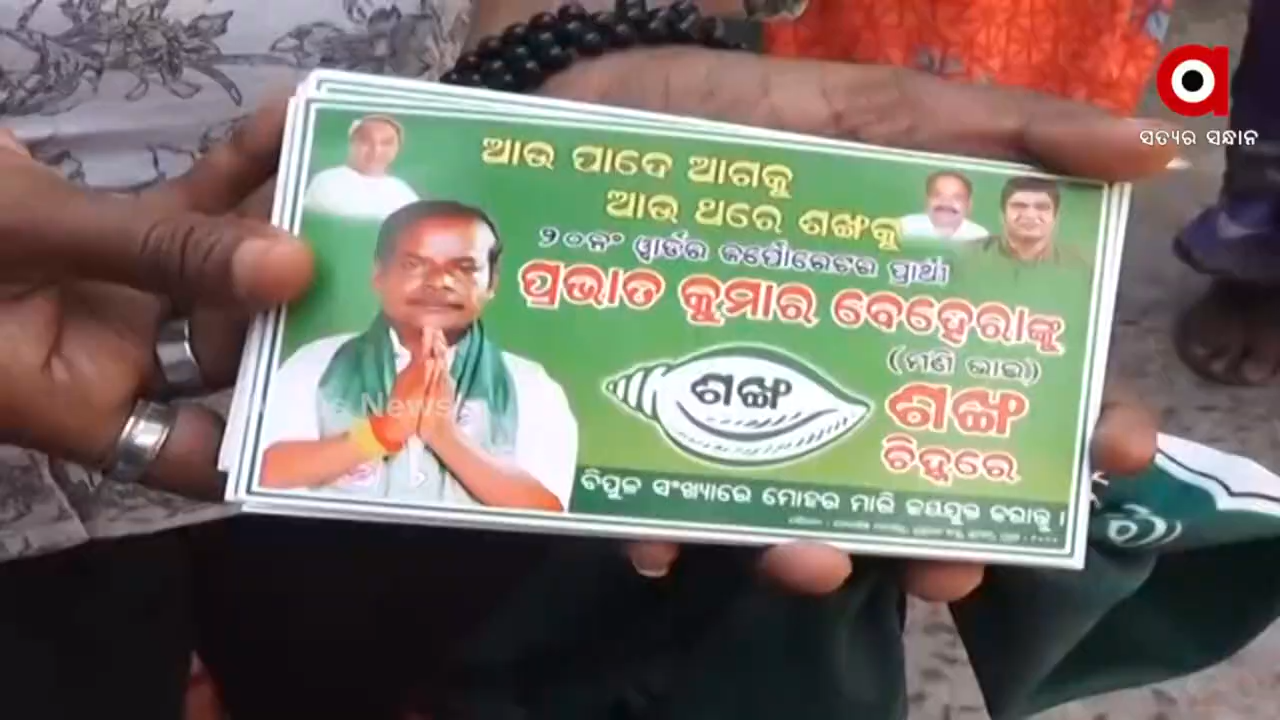 ସତ୍ୟର ସନ୍ଧାନ
ଆଉ ପାଦେ ଆଗକୁ
ଆଉ ଥରେ ଶଙ୍ଖକୁ
୨୦ନଂ ୱାର୍ଡର କର୍ପୋରେଟର ପ୍ରାର୍ଥୀ
ପ୍ରଭାତ କୁମାର ବେହେରାଙ୍କୁ
(ମଣି ଭାଇ)
ଶଙ୍ଖ
ଶଙ୍ଖ
ଚିହ୍ନରେ
ବିପୁଳ ସଂଖ୍ୟାରେ ମୋହର ମାରି ଜୟଯୁକ୍ତ କରାନ୍ତୁ ।
News